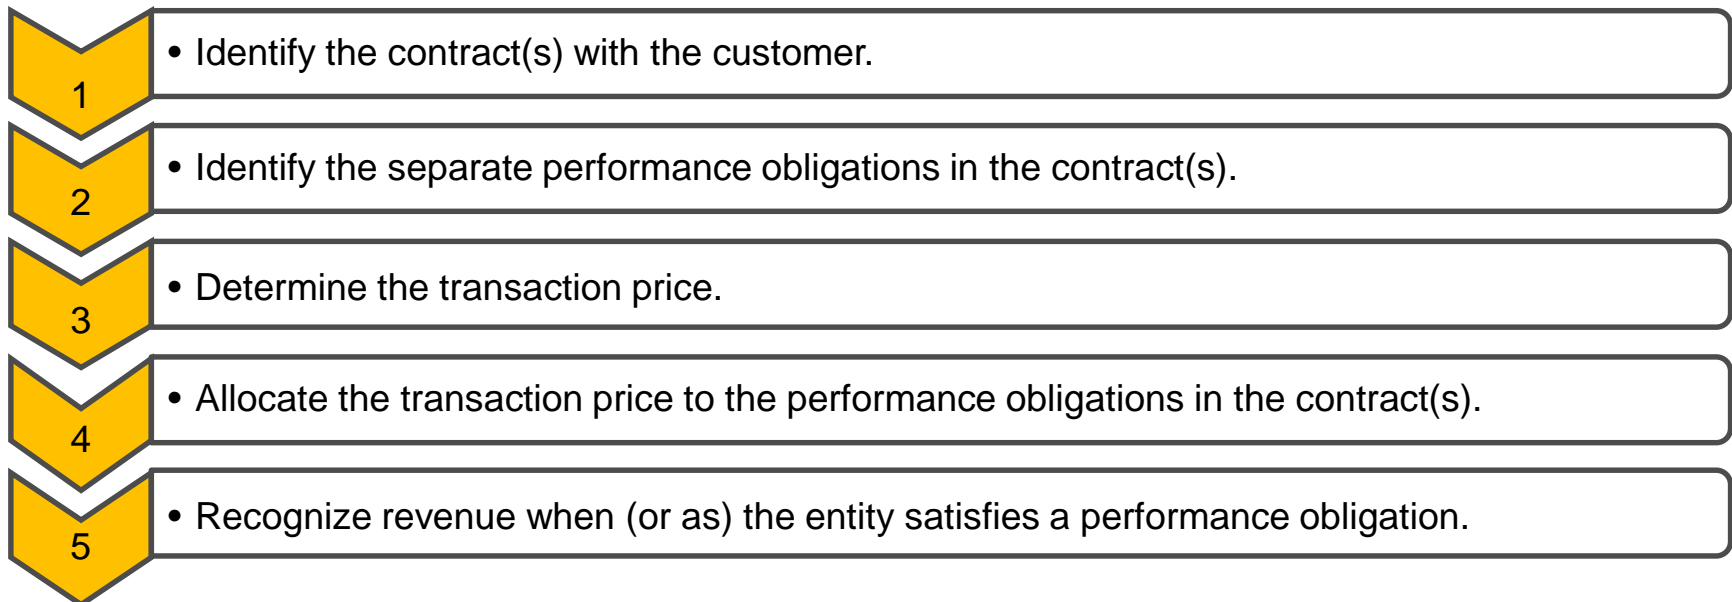 • Identify the contract(s) with the customer.
1
• Identify the separate performance obligations in the contract(s).
2
• Determine the transaction price.
3
• Allocate the transaction price to the performance obligations in the contract(s).
4
• Recognize revenue when (or as) the entity satisfies a performance obligation.
5